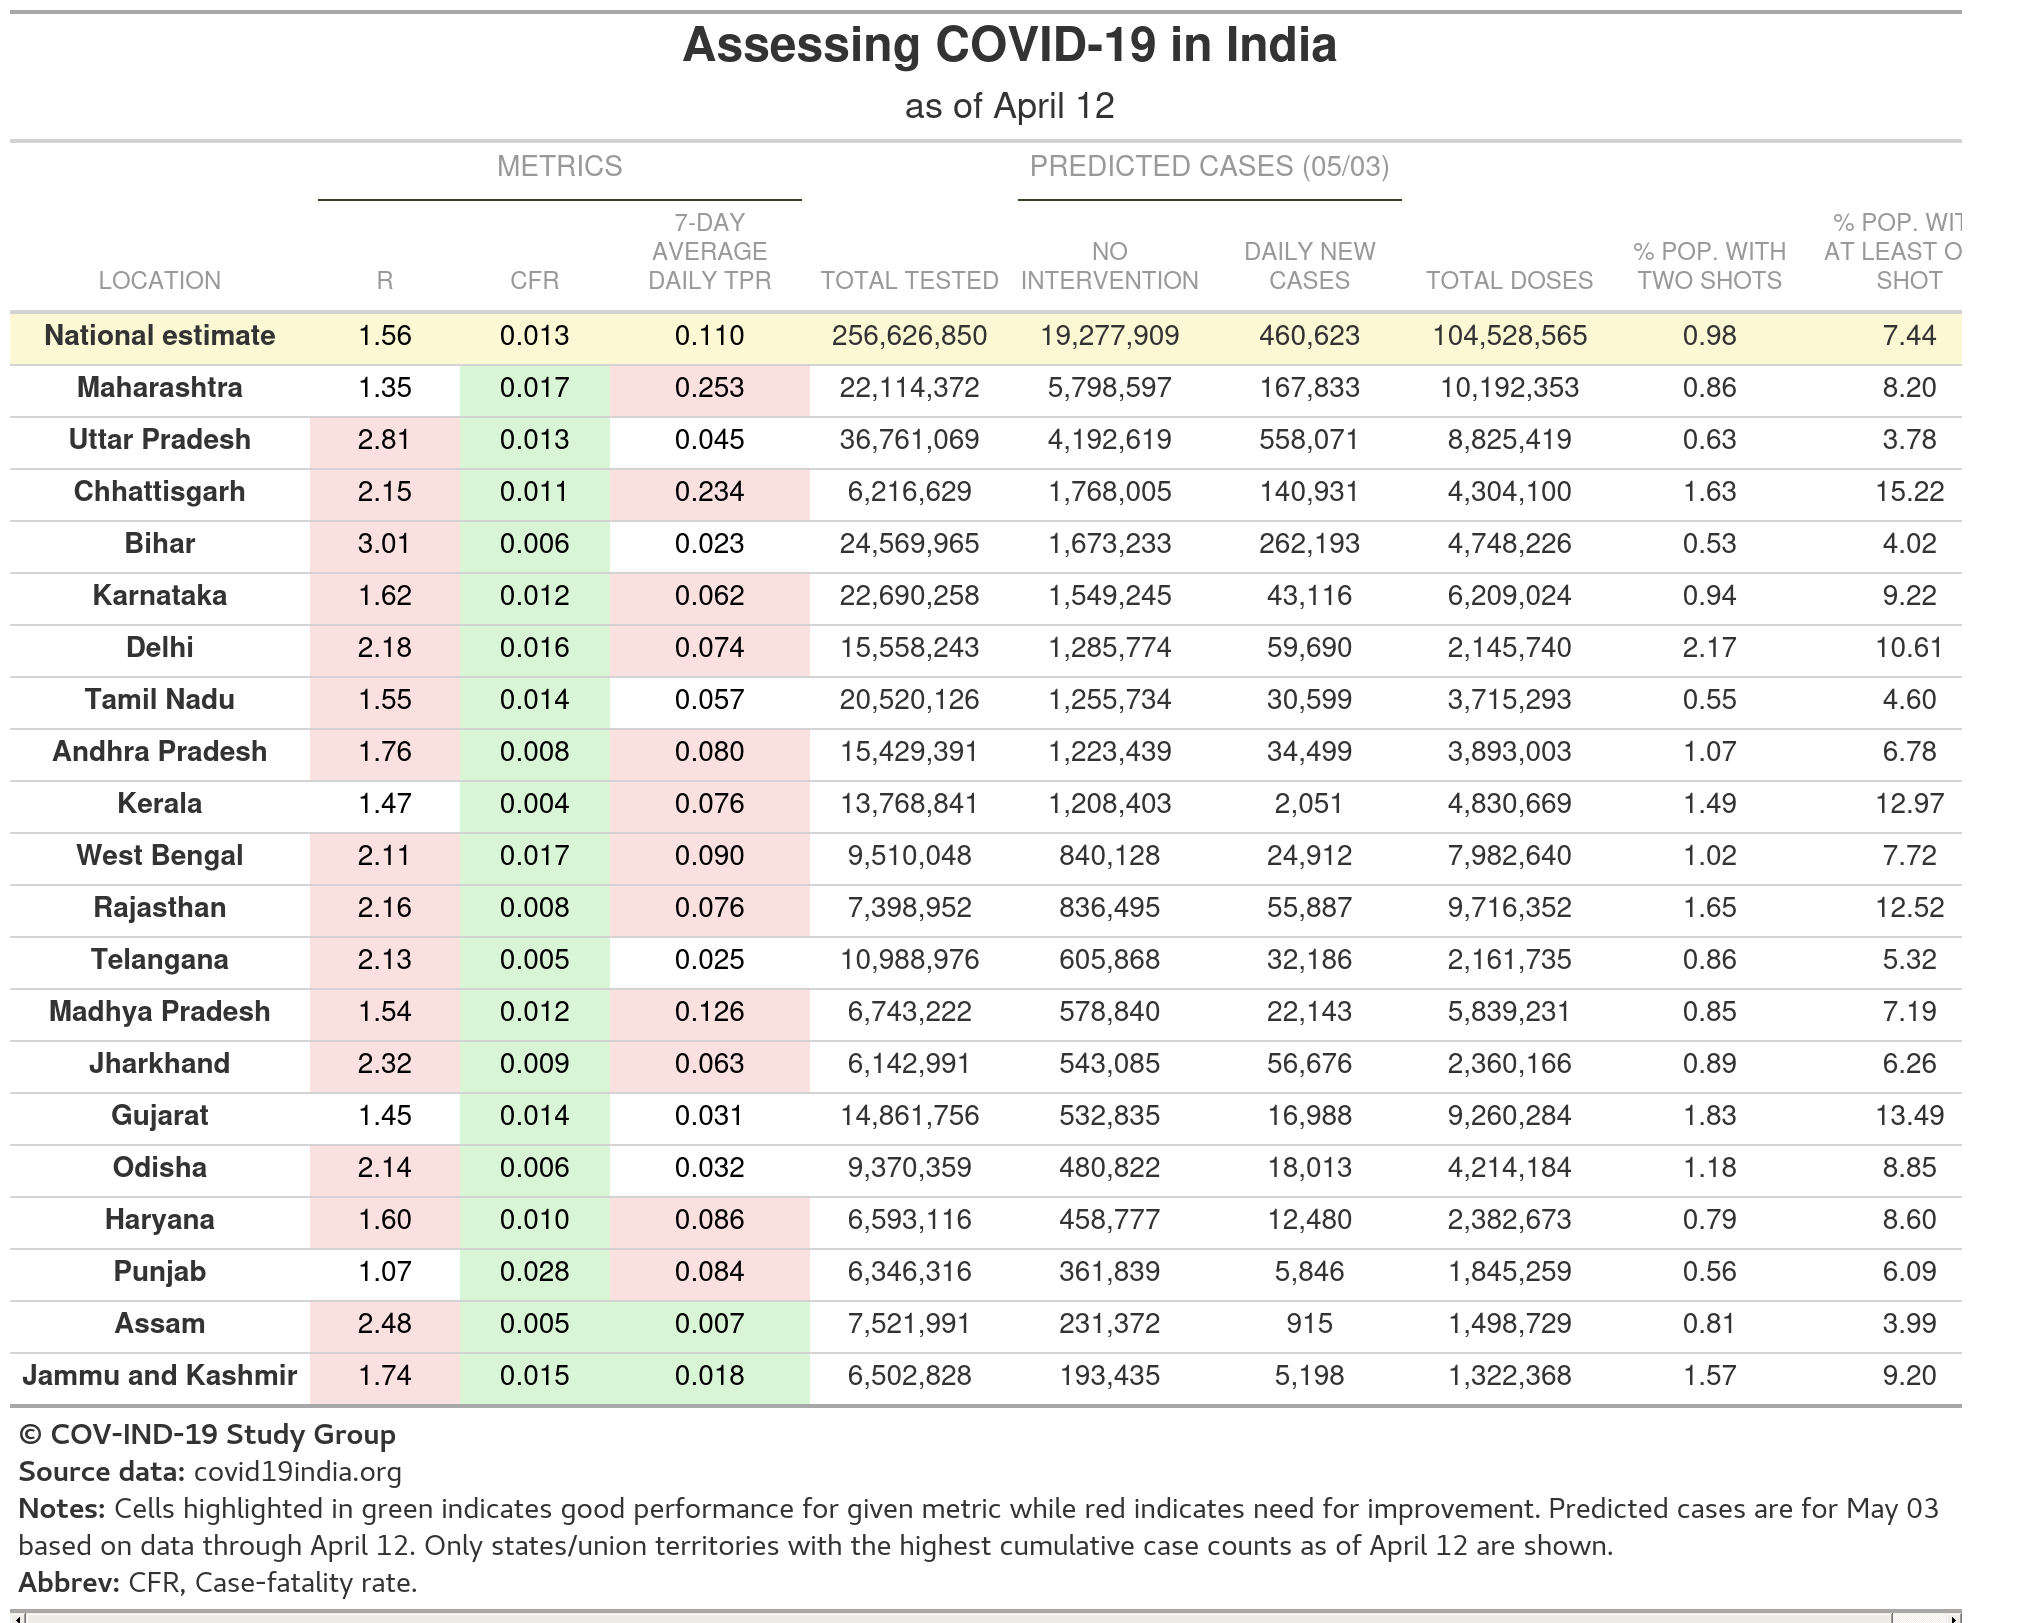 Assessing COVID-19 in India
as of April 12
METRICS PREDICTED CASES (05/03)
LOCATION R CFR 7-DAY AVERAGE DAILY TPR TOTAL TESTED NO INTERVENTION DAILY NEW CASES TOTAL DOSES % POP. WITH TWO SHOTS % POP. WIT AT LEAST O SHOT
National estimate 1.56 0.013 0.110 256,626,850 19,277,909 460,623 104,528,565 0.98 7.44
Maharashtra 1.35 0.017 0.253 22,114,372 5,798,597 167,833 10,192,353 0.86 8.20
Uttar Pradesh 2.81 0.013 0.045 36,761,069 4,192,619 558,071 8,825,419 0.63 3.78
Chhattisgarh 2.15 0.011 0.234 6,216,629 1,768,005 140,931 4,304,100 1.63 15.22
Bihar 3.01 0.006 0.023 24,569,965 1,673,233 262,193 4,748,226 0.53 4.02
Karnataka 1.62 0.012 0.062 22,690,258 1,549,245 43,116 6,209,024 0.94 9.22
Delhi 2.18 0.016 0.074 15,558,243 1,285,774 59,690 2,145,740 2.17 10.61
Tamil Nadu 1.55 0.014 0.057 20,520,126 1,255,734 30,599 3,715,293 0.55 4.60
Andhra Pradesh 1.76 0.008 0.080 15,429,391 1,223,439 34,499 3,893,003 1.07 6.78
Kerala 1.47 0.004 0.076 13,768,841 1,208,403 2,051 4,830,669 1.49 12.97
West Bengal 2.11 0.017 0.090 9,510,048 840,128 24,912 7,982,640 1.02 7.72
Rajasthan 2.16 0.008 0.076 7,398,952 836,495 55,887 9,716,352 1.65 12.52
Telangana 2.13 0.005 0.025 10,988,976 605,868 32,186 2,161,735 0.86 5.32
Madhya Pradesh 1.54 0.012 0.126 6,743,222 578,840 22,143 5,839,231 0.85 7.19
Jharkhand 2.32 0.009 0.063 6,142,991 543,085 56,676 2,360,166 0.89 6.26
Gujarat 1.45 0.014 0.031 14,861,756 532,835 16,988 9,260,284 1.83 13.49
Odisha 2.14 0.006 0.032 9,370,359 480,822 18,013 4,214,184 1.18 8.85
Haryana 1.60 0.010 0.086 6,593,116 458,777 12,480 2,382,673 0.79 8.60
Punjab 1.07 0.028 0.084 6,346,316 361,839 5,846 1,845,259 0.56 6.09
Assam 2.48 0.005 0.007 7,521,991 231,372 915 1,498,729 0.81 3.99
Jammu and Kashmir 1.74 0.015 0.018 6,502,828 193,435 5,198 1,322,368 1.57 9.20
© COV-IND-19 Study Group
Source data: covid19india.org
Notes: Cells highlighted in green indicates good performance for given metric while red indicates need for improvement. Predicted cases are for May 03
based on data through April 12. Only states/union territories with the highest cumulative case counts as of April 12 are shown.
Abbrev: CFR, Case-fatality rate.